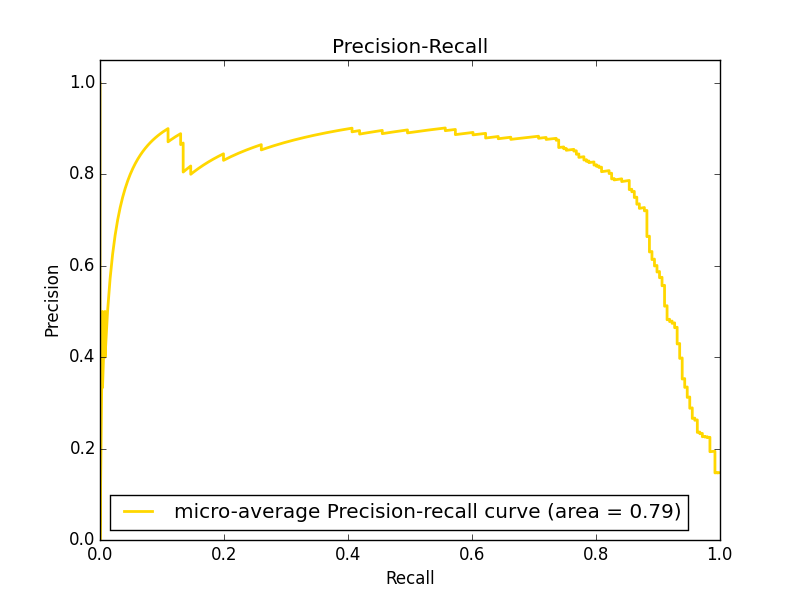 Precision-Recall
1.0
0.8
0.6
0.4
0.2
0.0
Precision
micro-average Precision-recall curve (area = 0.79)
0.0 0.2 0.4 0.6 0.8 1.0
Recall